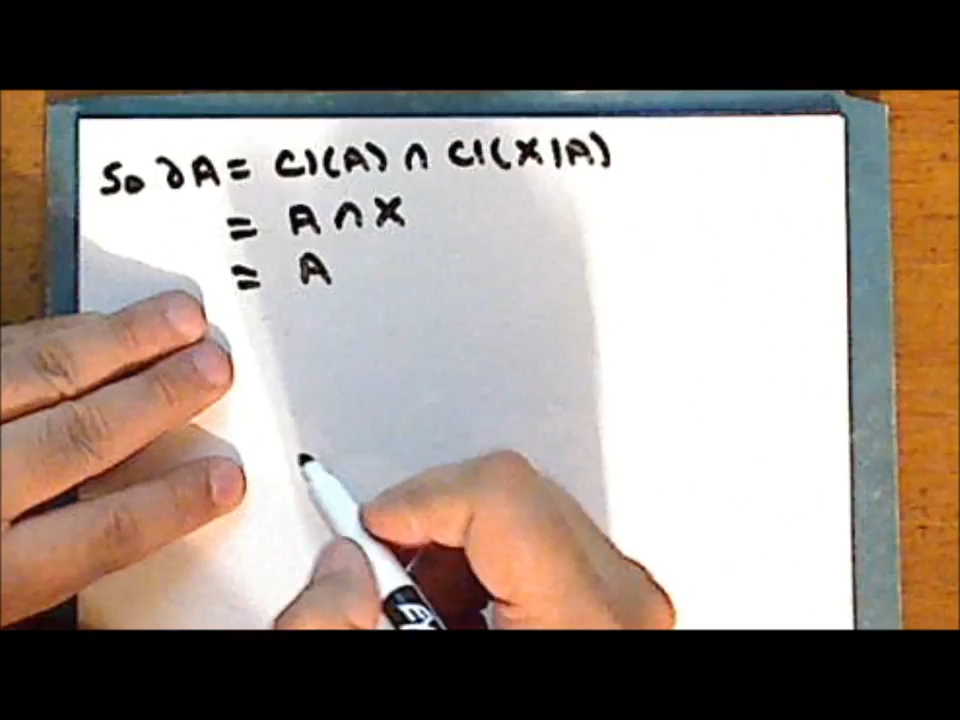 So ∂A = Cl(A) ∩ Cl(X\A)
= A ∩ X
= A